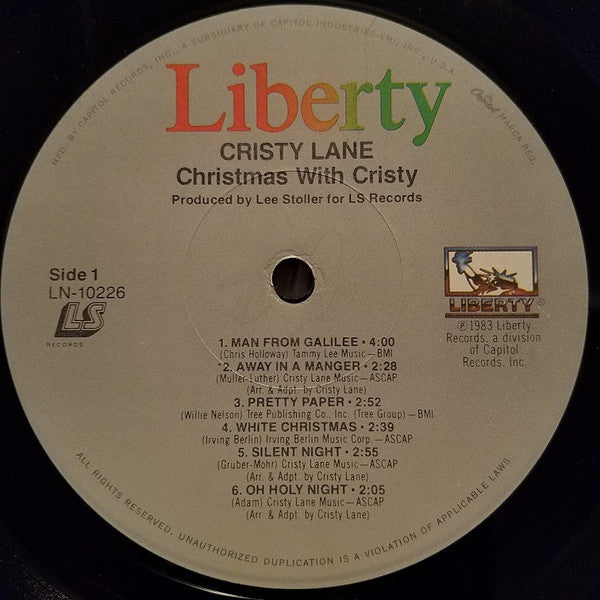 MFD. BY CAPITOL RECORDS, INC., A SUBSIDIARY OF CAPITOL INDUSTRIES-EMI, INC., U.S.A. • Capitol MARCA REG.
Liberty
CRISTY LANE
Christmas With Cristy
Produced by Lee Stoller for LS Records
Side 1
LN-10226
LS
RECORDS
LIBERTY®
℗1983 Liberty
Records, a division
of Capitol
Records, Inc.
1. MAN FROM GALILEE • 4:00
(Chris Holloway) Tammy Lee Music—BMI
*2. AWAY IN A MANGER • 2:28
(Muller-Luther) Cristy Lane Music—ASCAP
(Arr. & Adpt. by Cristy Lane)
3. PRETTY PAPER • 2:52
(Willie Nelson) Tree Publishing Co., Inc. (Tree Group)—BMI
4. WHITE CHRISTMAS • 2:39
(Irving Berlin) Irving Berlin Music Corp.—ASCAP
5. SILENT NIGHT • 2:55
(Gruber-Mohr) Cristy Lane Music—ASCAP
(Arr. & Adpt. by Cristy Lane)
6. OH HOLY NIGHT • 2:05
(Adam) Cristy Lane Music—ASCAP
(Arr. & Adpt. by Cristy Lane)
ALL RIGHTS RESERVED. UNAUTHORIZED DUPLICATION IS A VIOLATION OF APPLICABLE LAWS